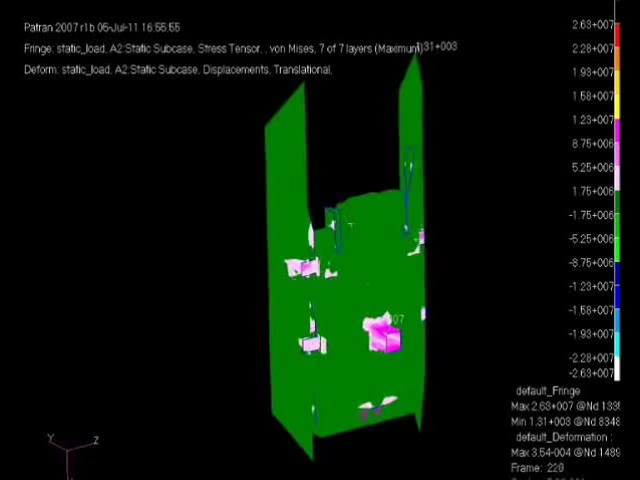 Patran 2007 r1b 05-Jul-11 16:55:55
Fringe: static_load, A2:Static Subcase, Stress Tensor, , von Mises, 7 of 7 layers (Maximum)
1.31+003
Deform: static_load, A2:Static Subcase, Displacements, Translational,
2.63+007
2.28+007
1.93+007
1.58+007
1.23+007
8.75+006
5.25+006
1.75+006
-1.75+006
-5.25+006
-8.75+006
-1.23+007
-1.58+007
-1.93+007
-2.28+007
-2.63+007
07
default_Fringe :
Max 2.63+007 @Nd 133
Min 1.31+003 @Nd 8348
default_Deformation :
Max 3.54-004 @Nd 1489
Frame: 220
Y
Z